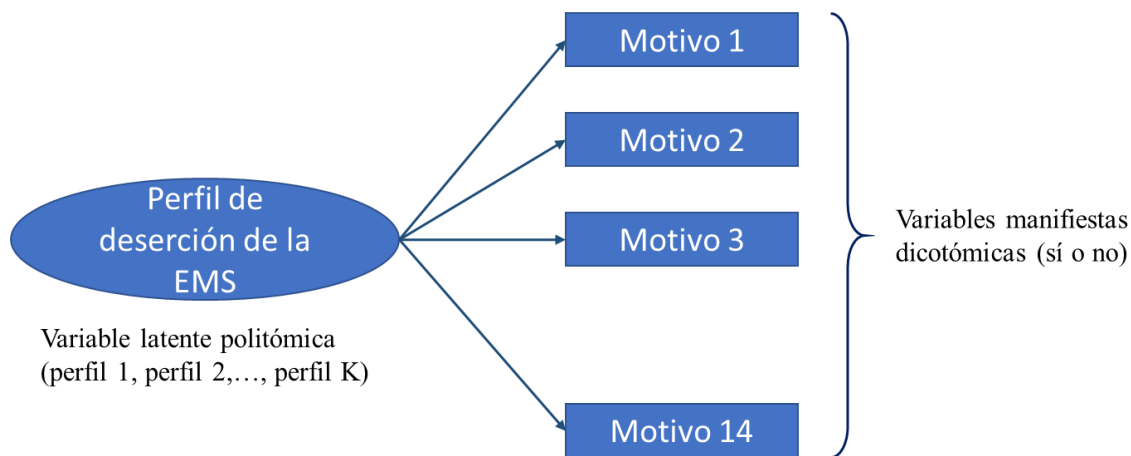 Motivo 1
Motivo 2
Perfil de
deserción de la
EMS
Motivo 3
Variables manifiestas
dicotómicas (sí o no)
Variable latente politómica
(perfil 1, perfil 2,…, perfil K)
Motivo 14